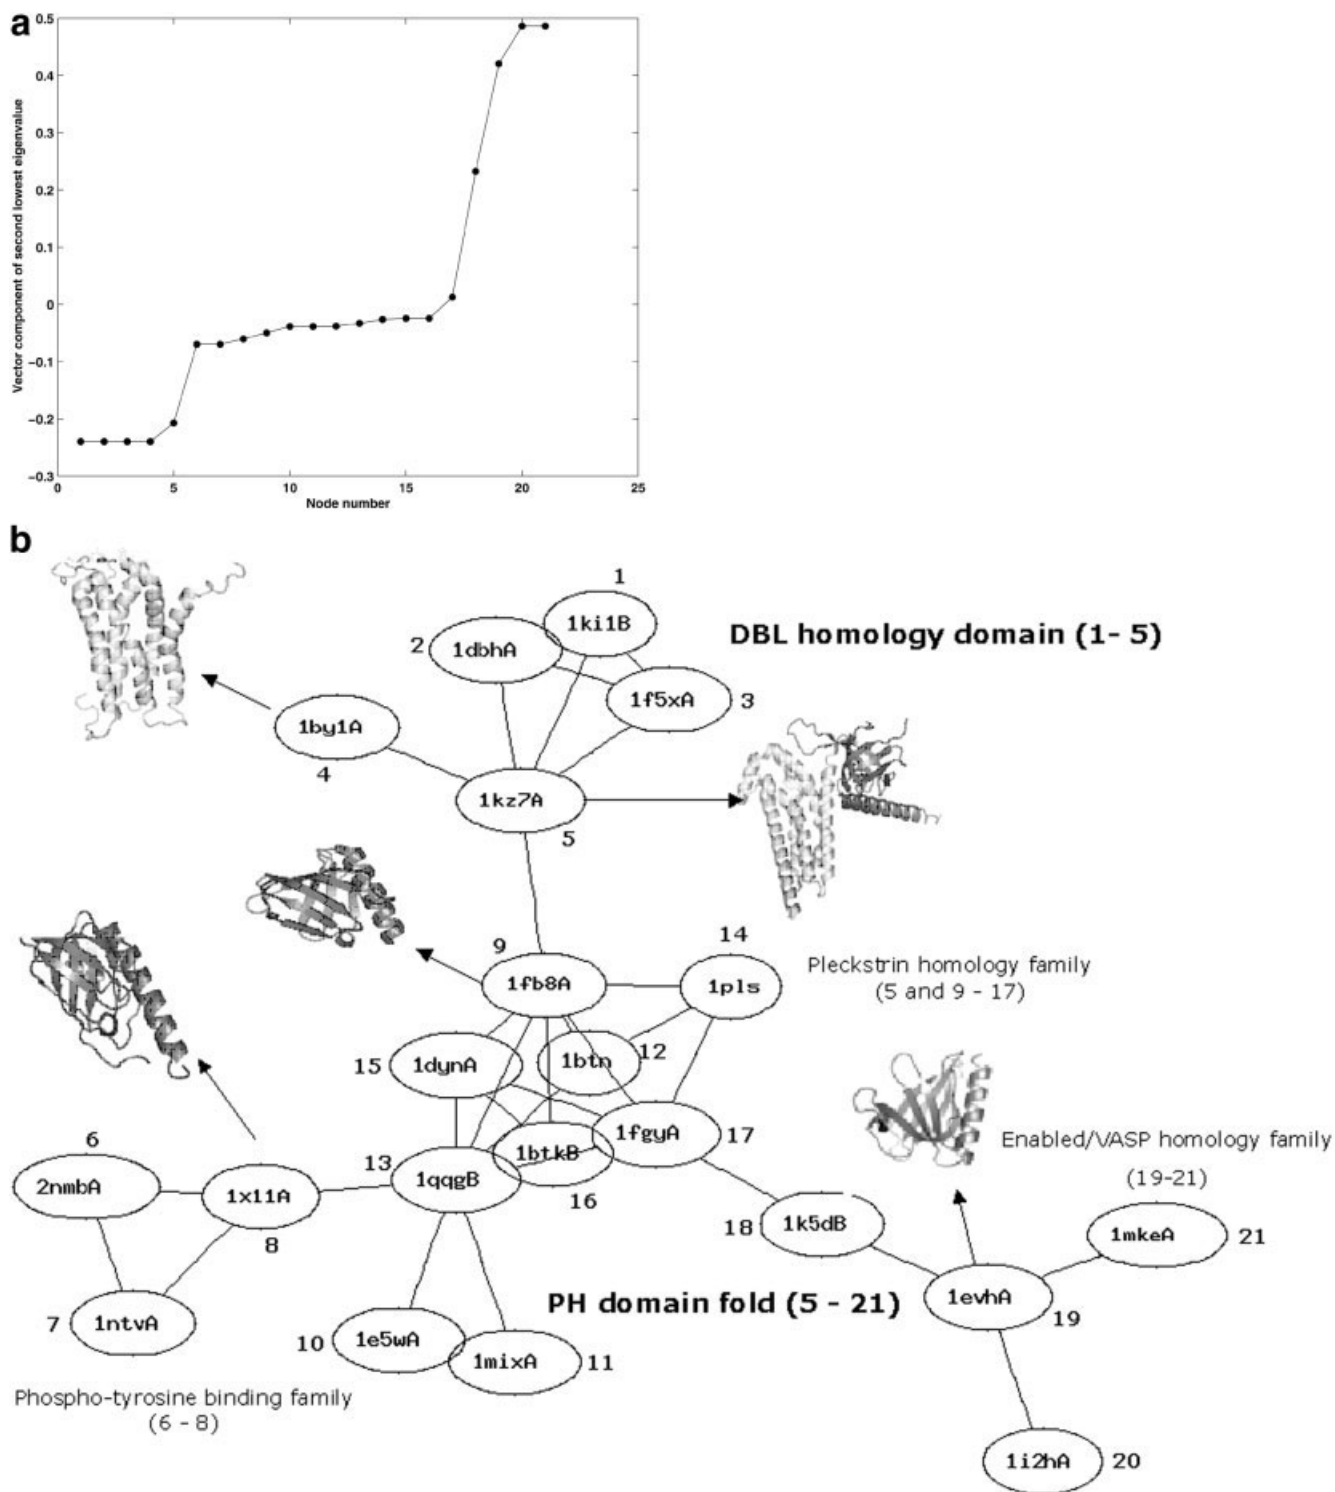 a
0.5
0.4
0.3
0.2
0.1
0
−0.1
−0.2
−0.3
Vector component of second lowest eigenvalue
0 5 10 15 20 25
Node number
b
1
1ki1B
2
1dbhA
DBL homology domain (1- 5)
1f5xA
3
1by1A
4
1kz7A
5
9
14
1fb8A
1pls
Pleckstrin homology family
(5 and 9 - 17)
15
1dynA
1btn
12
1fgyA
17
Enabled/VASP homology family
(19-21)
6
13
1btkB
2nmbA
1x11A
1qqgB
16
8
18
1k5dB
1mkeA
21
1evhA
19
PH domain fold (5 - 21)
7
1ntvA
10
1e5wA
1mixA
11
Phospho-tyrosine binding family
(6 - 8)
1i2hA
20